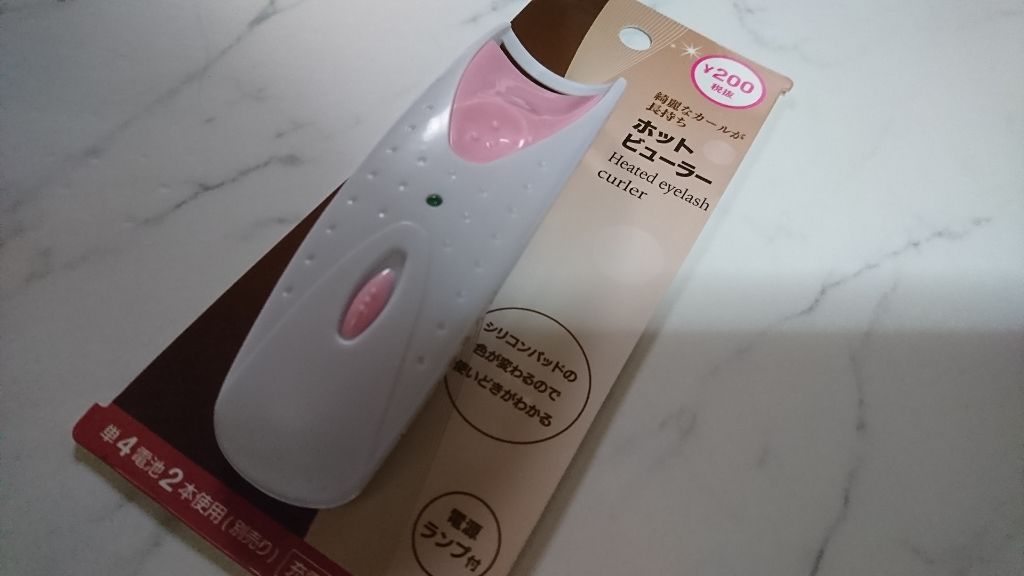 ¥200
税抜
綺麗なカールが
長持ち
ホット
ビューラー
Heated eyelash
curler
シリコンパッドの
色が変わるので
使いどきがわかる
電源
ランプ付
単4電池2本使用(別売り)